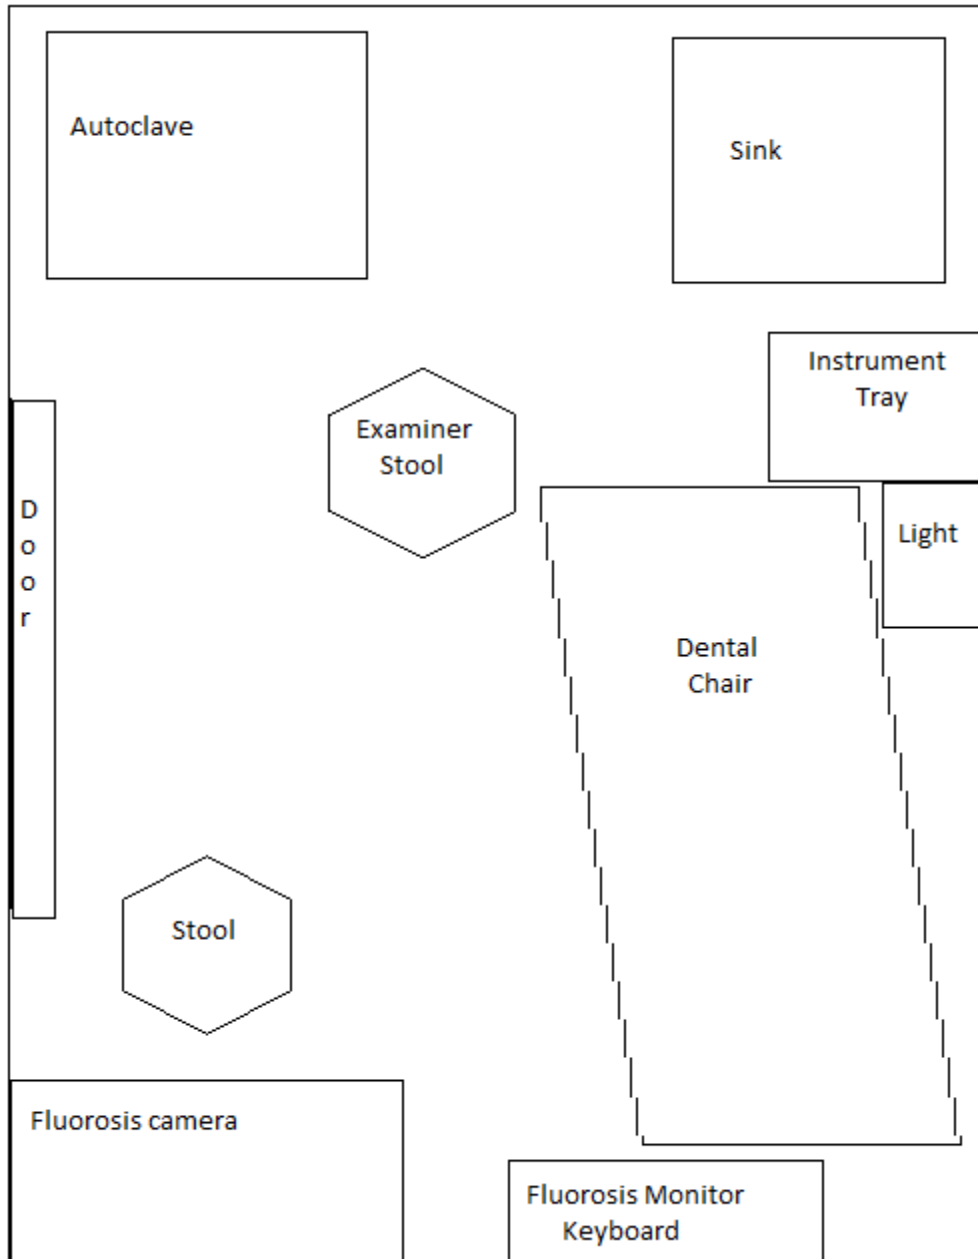 Autoclave
Sink
Instrument
Tray
Examiner
Stool
D
o
o
r
Light
Dental
Chair
Stool
Fluorosis camera
Fluorosis Monitor
Keyboard